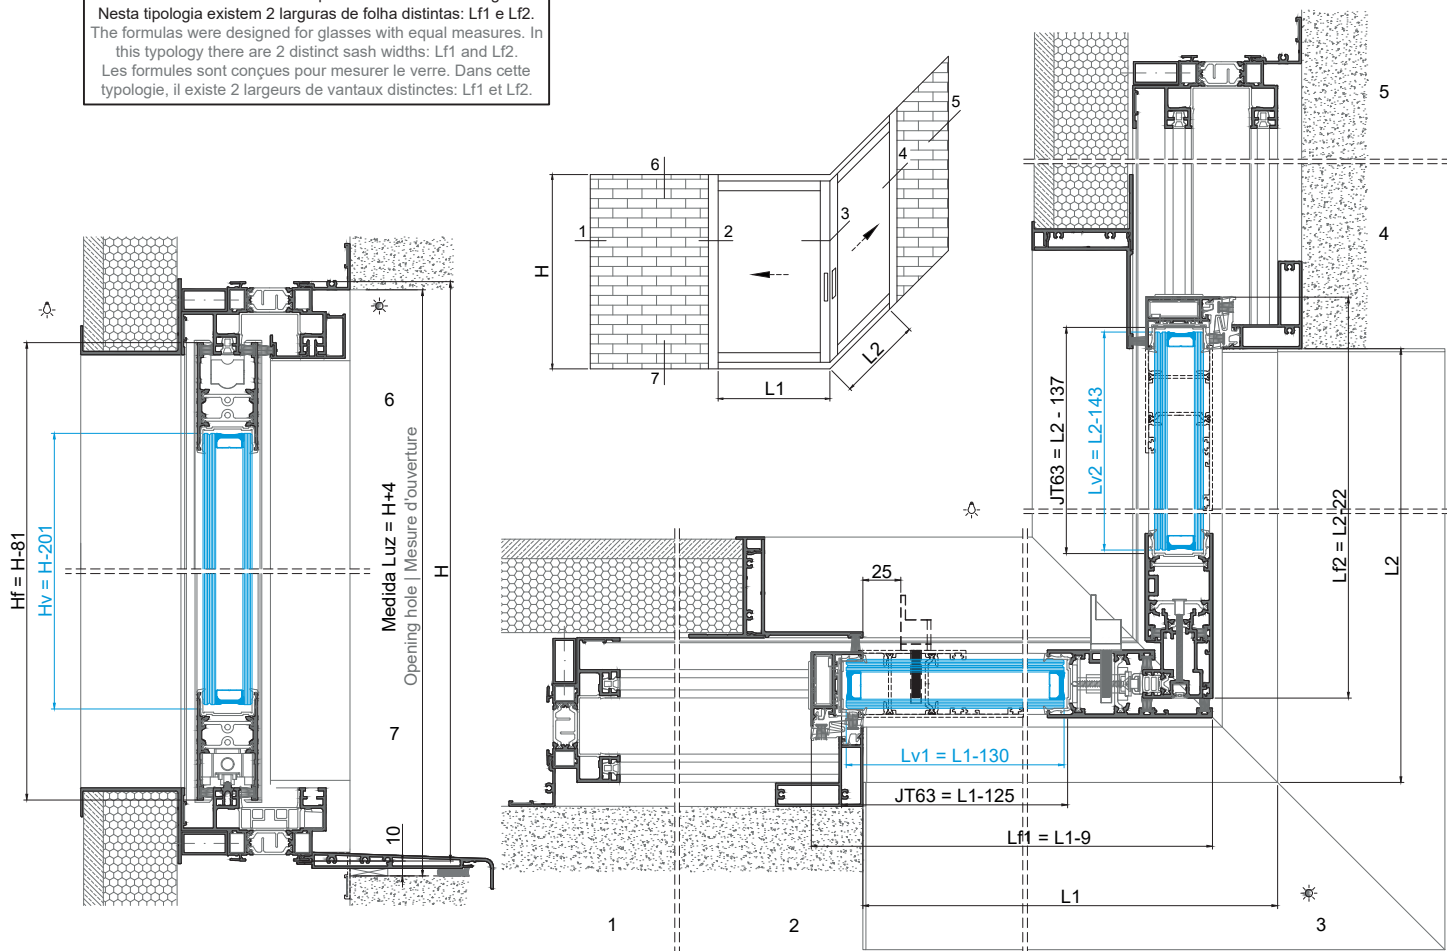 Nesta tipologia existem 2 larguras de folha distintas: Lf1 e Lf2.
The formulas were designed for glasses with equal measures. In
this typology there are 2 distinct sash widths: Lf1 and Lf2.
Les formules sont conçues pour mesurer le verre. Dans cette
typologie, il existe 2 largeurs de vantaux distinctes: Lf1 et Lf2.
5
6
4
1
2
3
H
7
L1
L2
5
4
Hf = H-81
Hv = H-201
6
Medida Luz = H+4
Opening hole | Mesure d'ouverture
H
7
10
JT63 = L2 - 137
Lv2 = L2-143
Lf2 = L2-22
L2
25
Lv1 = L1-130
JT63 = L1-125
Lf1 = L1-9
L1
1
2
3